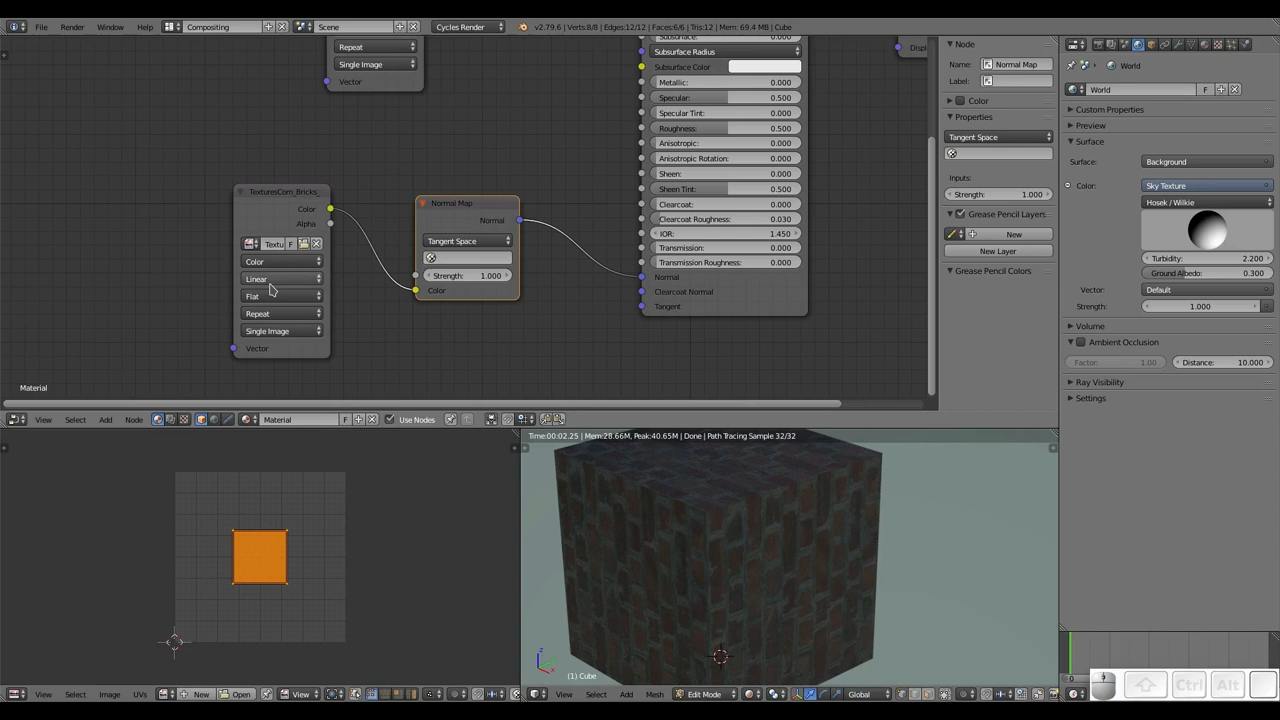 File Render Window Help Compositing Scene Cycles Render v2.79.6 | Verts:8/8 | Edges:12/12 | Faces:6/6 | Tris:12 | Mem: 69.4 MB | Cube
Repeat
Single Image
Vector
0.000
Subsurface Radius
Subsurface Color
Metallic: 0.000
Specular: 0.500
Specular Tint: 0.000
Roughness: 0.500
Anisotropic: 0.000
Anisotropic Rotation: 0.000
Sheen: 0.000
Sheen Tint: 0.500
Clearcoat: 0.000
Clearcoat Roughness: 0.030
IOR: 1.450
Transmission: 0.000
Transmission Roughness: 0.000
Normal
Clearcoat Normal
Tangent
Displ
TexturesCom_Bricks_
Color
Alpha
Textu F
Color
Linear
Flat
Repeat
Single Image
Vector
Normal Map
Normal
Tangent Space
Strength: 1.000
Color
Material
View Select Add Node Material F Use Nodes
Node
Name: Normal Map
Label:
Color
Properties
Tangent Space
Inputs:
Strength: 1.000
Grease Pencil Layers
New
New Layer
Grease Pencil Colors
World
World F
Custom Properties
Preview
Surface
Surface: Background
Color: Sky Texture
Hosek / Wilkie
Turbidity: 2.200
Ground Albedo: 0.300
Vector: Default
Strength: 1.000
Volume
Ambient Occlusion
Factor: 1.00 Distance: 10.000
Ray Visibility
Settings
Time:00:02.25 | Mem:28.66M, Peak:40.65M | Done | Path Tracing Sample 32/32
z
x
(1) Cube
View Select Image UVs New Open View
View Select Add Mesh Edit Mode Global
Ctrl Alt